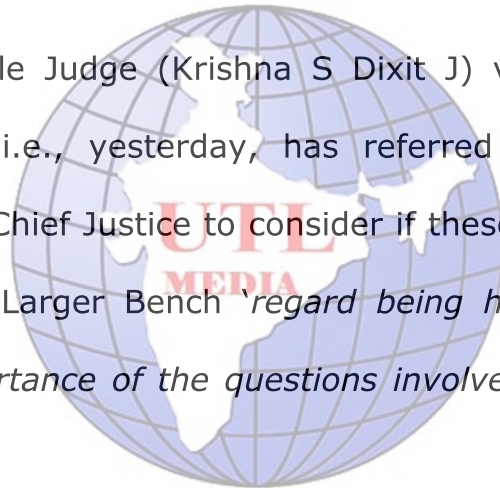 le Judge (Krishna S Dixit J) v
i.e., yesterday, has referred
Chief Justice to consider if these
UTL
MEDIA
Larger Bench ‘regard being h
rtance of the questions involve